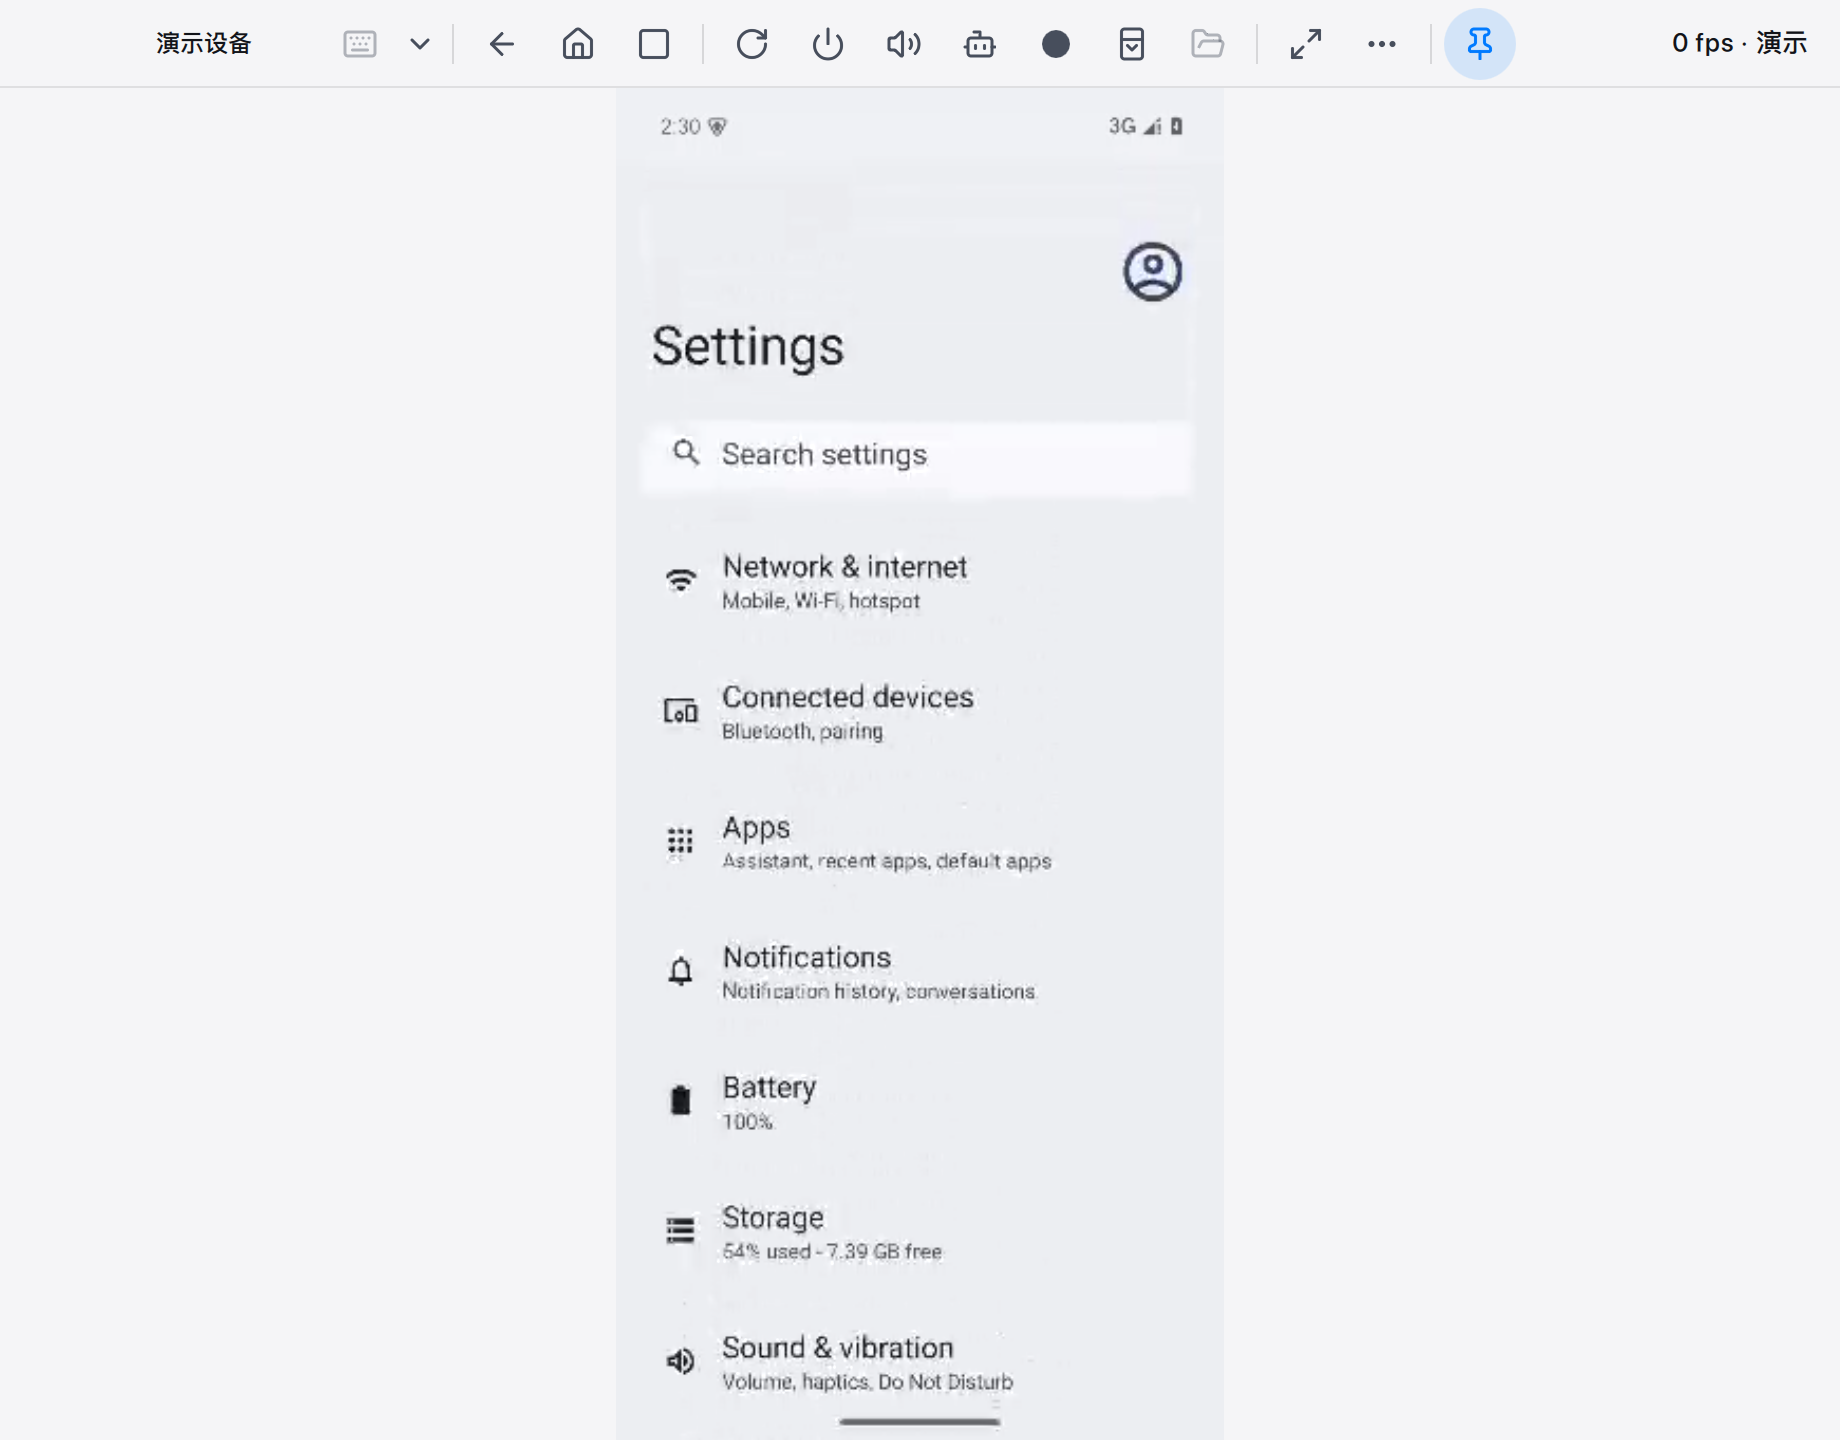 演示设备
0 fps · 演示
2:30
3G
Settings
Search settings
Network & internet
Mobile, Wi-Fi, hotspot
Connected devices
Bluetooth, pairing
Apps
Assistant, recent apps, default apps
Notifications
Notification history, conversations
Battery
100%
Storage
54% used - 7.39 GB free
Sound & vibration
Volume, haptics, Do Not Disturb